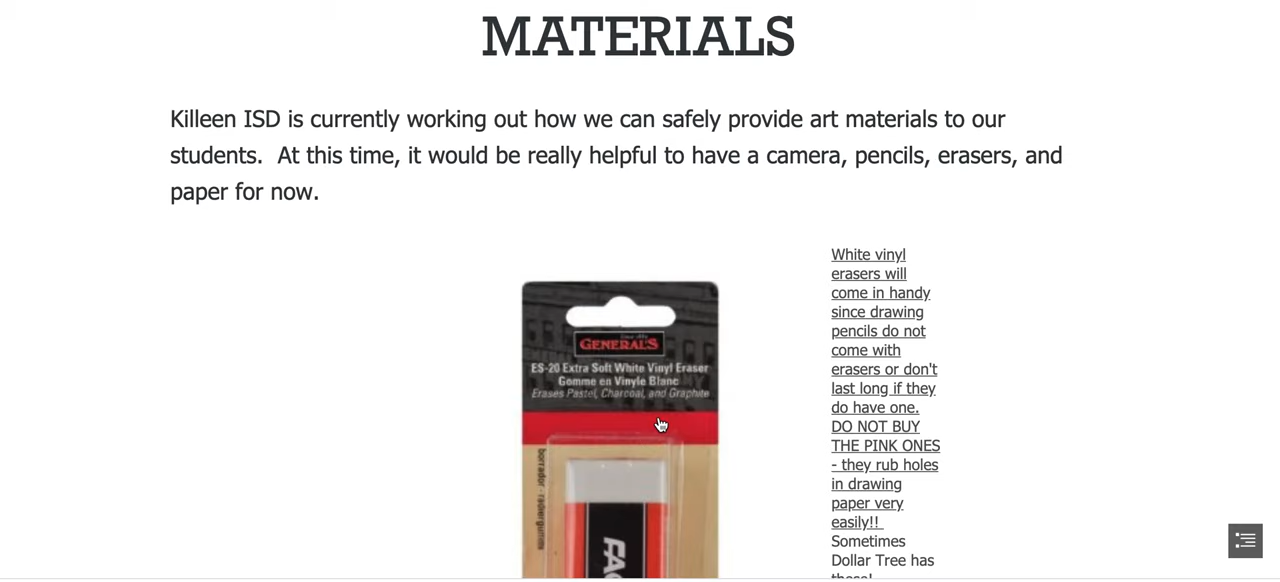 MATERIALS
Killeen ISD is currently working out how we can safely provide art materials to our
students.  At this time, it would be really helpful to have a camera, pencils, erasers, and
paper for now.
GENERAL'S
ES-20 Extra Soft White Vinyl Eraser
Gomme en Vinyle Blanc
Erases Pastel, Charcoal, and Graphite
borrador - radiergummi
FAC
White vinyl
erasers will
come in handy
since drawing
pencils do not
come with
erasers or don't
last long if they
do have one.
DO NOT BUY
THE PINK ONES
- they rub holes
in drawing
paper very
easily!!
Sometimes
Dollar Tree has
these!